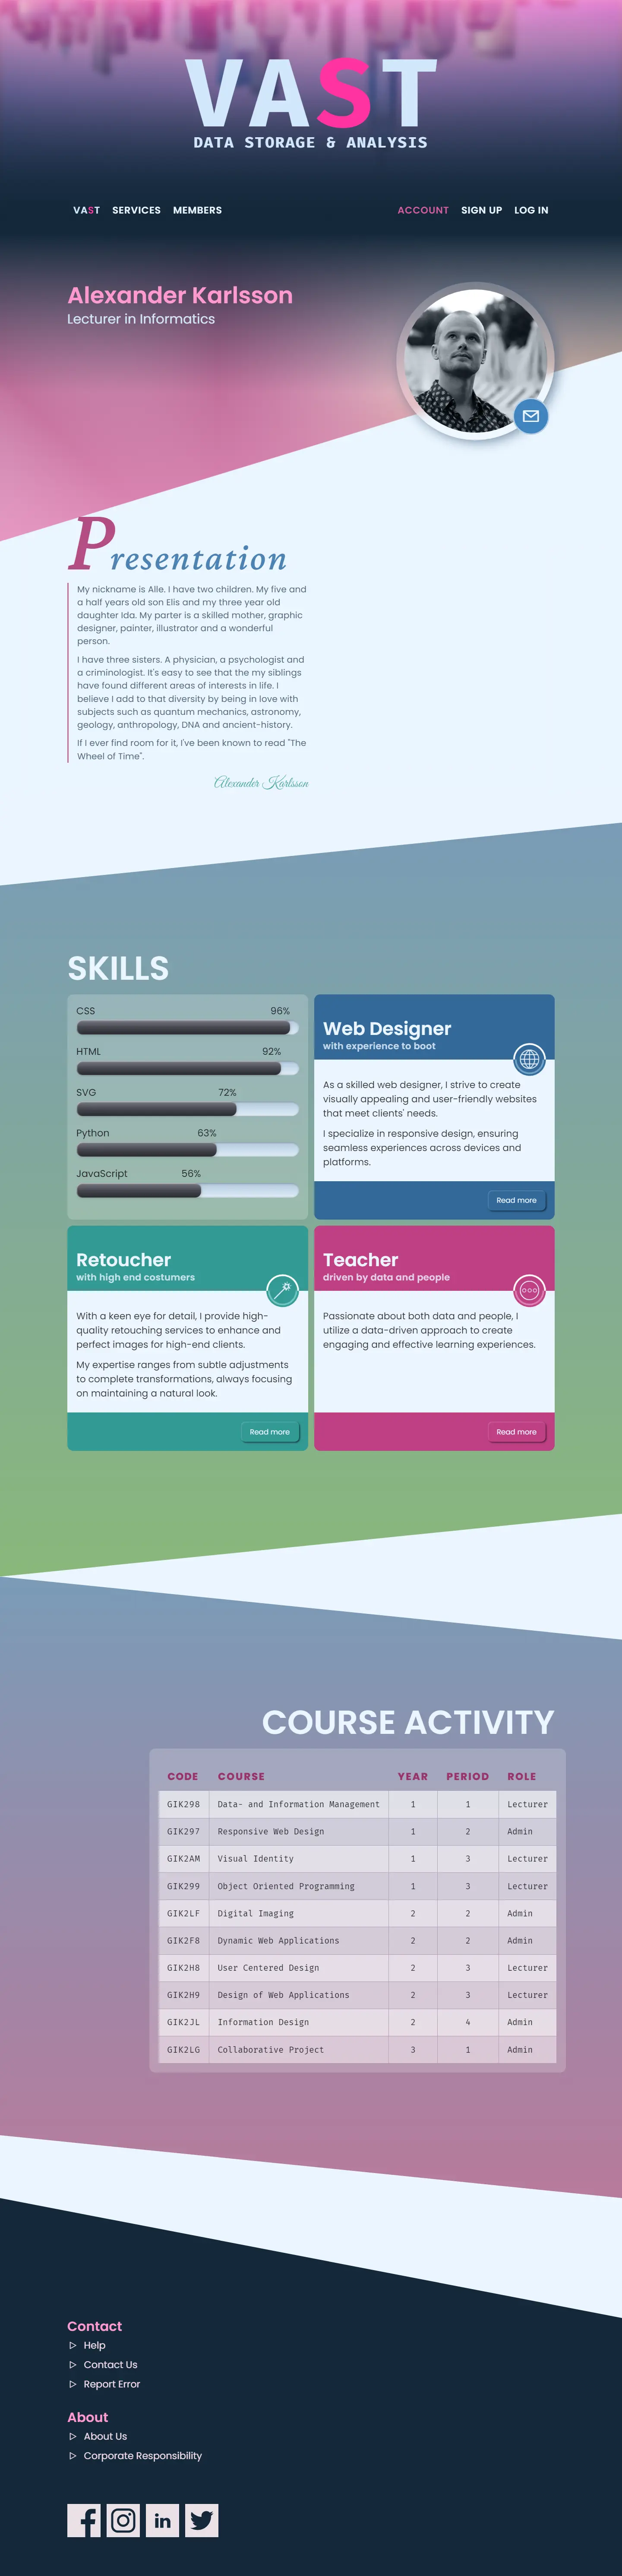 VAST
DATA STORAGE & ANALYSIS
VAST SERVICES MEMBERS ACCOUNT SIGN UP LOG IN
Alexander Karlsson
Lecturer in Informatics
Presentation
My nickname is Alle. I have two children. My five and
a half years old son Elis and my three year old
daughter Ida. My parter is a skilled mother, graphic
designer, painter, illustrator and a wonderful
person.
I have three sisters. A physician, a psychologist and
a criminologist. It's easy to see that the my siblings
have found different areas of interests in life. I
believe I add to that diversity by being in love with
subjects such as quantum mechanics, astronomy,
geology, anthropology, DNA and ancient-history.
If I ever find room for it, I've been known to read "The
Wheel of Time".
Alexander Karlsson
SKILLS
CSS 96%
HTML 92%
SVG 72%
Python 63%
JavaScript 56%
Web Designer
with experience to boot
As a skilled web designer, I strive to create
visually appealing and user-friendly websites
that meet clients' needs.
I specialize in responsive design, ensuring
seamless experiences across devices and
platforms.
Read more
Retoucher
with high end costumers
With a keen eye for detail, I provide high-
quality retouching services to enhance and
perfect images for high-end clients.
My expertise ranges from subtle adjustments
to complete transformations, always focusing
on maintaining a natural look.
Read more
Teacher
driven by data and people
Passionate about both data and people, I
utilize a data-driven approach to create
engaging and effective learning experiences.
Read more
COURSE ACTIVITY
CODE COURSE YEAR PERIOD ROLE
GIK298 Data- and Information Management 1 1 Lecturer
GIK297 Responsive Web Design 1 2 Admin
GIK2AM Visual Identity 1 3 Lecturer
GIK299 Object Oriented Programming 1 3 Lecturer
GIK2LF Digital Imaging 2 2 Admin
GIK2F8 Dynamic Web Applications 2 2 Admin
GIK2H8 User Centered Design 2 3 Lecturer
GIK2H9 Design of Web Applications 2 3 Lecturer
GIK2JL Information Design 2 4 Admin
GIK2LG Collaborative Project 3 1 Admin
Contact
Help
Contact Us
Report Error
About
About Us
Corporate Responsibility